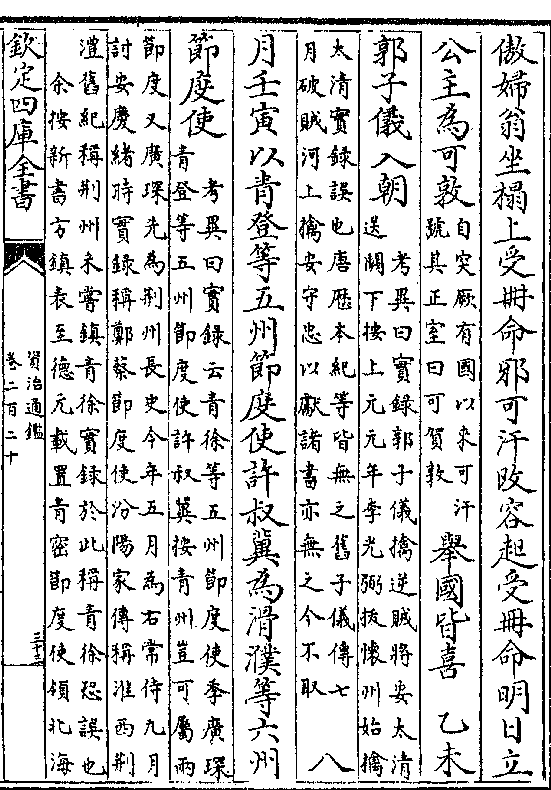 傲婦翁坐榻上受冊命邪可汗改容起受冊命明日立
公主為可敦
自突厥有國以來可汗
號其正室曰可賀敦
舉國皆喜 乙未
郭子儀入朝
考異曰實錄郭子儀擒逆賊將安太清
送闕下按上元元年李光弼拔懷州始擒
太清實録誤也唐歴本紀等皆無之舊子儀傳七
月破賊河上擒安守忠以獻諸書亦無之今不取
八
月壬寅以青登等五州節度使許叔冀為滑濮等六州
節度使
考異曰實録云青徐等五州節度使季廣琛
青登等五州節度使許叔冀按青州豈可屬兩
節度又廣琛先為荆州長史今年五月為右常侍九月
討安慶緒時實録稱鄭蔡節度使汾陽家傳稱淮西荆
澧舊紀稱荆州未嘗鎮青徐實録於此稱青徐恐誤也
余按新書方鎮表至德元載置青密節度使領北海
欽定四庫全書
資治通鑑
卷二百二十
三十三